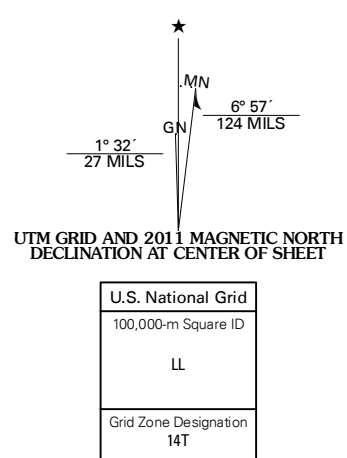 ★
MN
GN
6° 57´
124 MILS
1° 32´
27 MILS
UTM GRID AND 2011 MAGNETIC NORTH
DECLINATION AT CENTER OF SHEET
U.S. National Grid
100,000-m Square ID
LL
Grid Zone Designation
14T